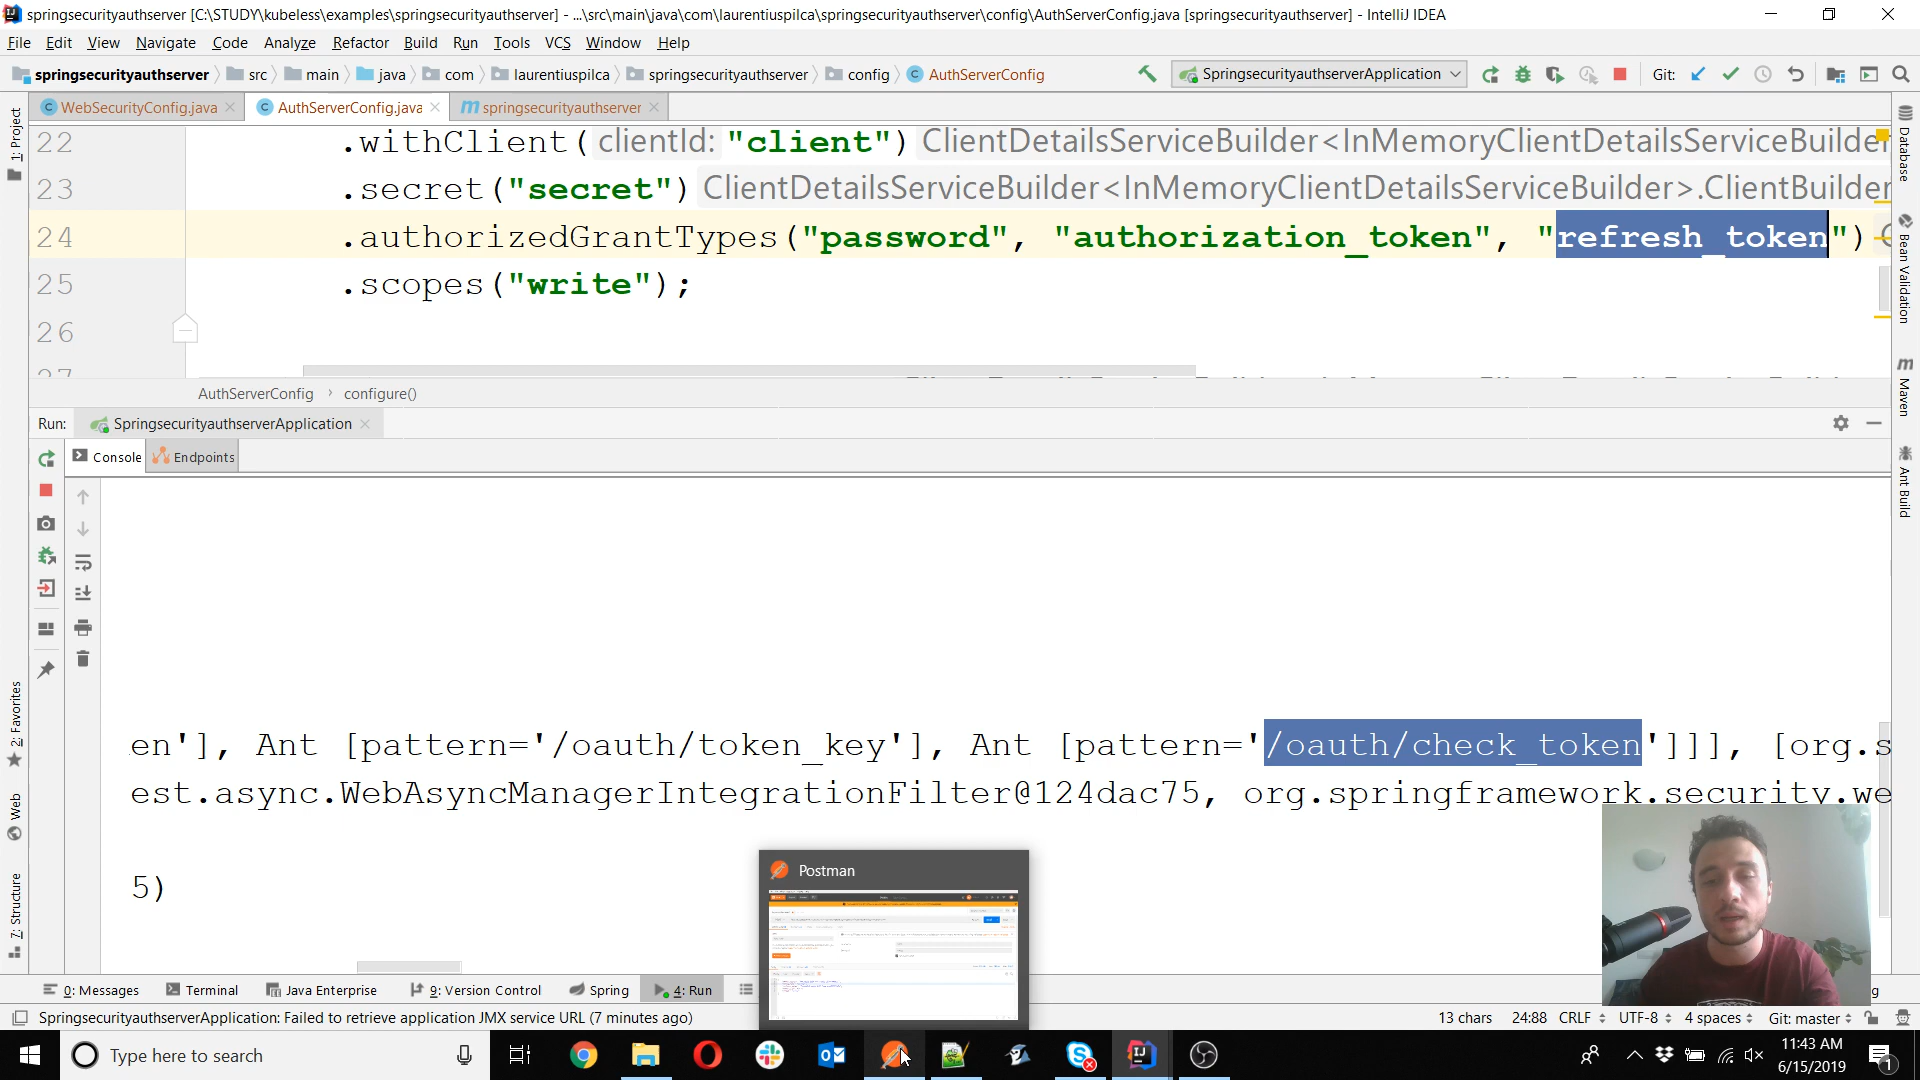 springsecurityauthserver [C:\STUDY\kubeless\examples\springsecurityauthserver] - ...\src\main\java\com\laurentiuspilca\springsecurityauthserver\config\AuthServerConfig.java [springsecurityauthserver] - IntelliJ IDEA
File Edit View Navigate Code Analyze Refactor Build Run Tools VCS Window Help
springsecurityauthserver src main java com laurentiuspilca springsecurityauthserver config AuthServerConfig SpringsecurityauthserverApplication Git:
WebSecurityConfig.java AuthServerConfig.java springsecurityauthserver
22 .withClient( clientId: "client") ClientDetailsServiceBuilder<InMemoryClientDetailsServiceBuilder
23 .secret("secret") ClientDetailsServiceBuilder<InMemoryClientDetailsServiceBuilder>.ClientBuilder
24 .authorizedGrantTypes("password", "authorization_token", "refresh_token")
25 .scopes("write");
26
27
AuthServerConfig › configure()
Run: SpringsecurityauthserverApplication
Console Endpoints
en'], Ant [pattern='/oauth/token_key'], Ant [pattern='/oauth/check_token']]], [org.s
est.async.WebAsyncManagerIntegrationFilter@124dac75, org.springframework.security.we
5)
Postman
1: Project
2: Favorites
Web
7: Structure
Database
Bean Validation
Maven
Ant Build
0: Messages Terminal Java Enterprise 9: Version Control Spring 4: Run
SpringsecurityauthserverApplication: Failed to retrieve application JMX service URL (7 minutes ago) 13 chars 24:88 CRLF UTF-8 4 spaces Git: master
Type here to search
11:43 AM
6/15/2019
1